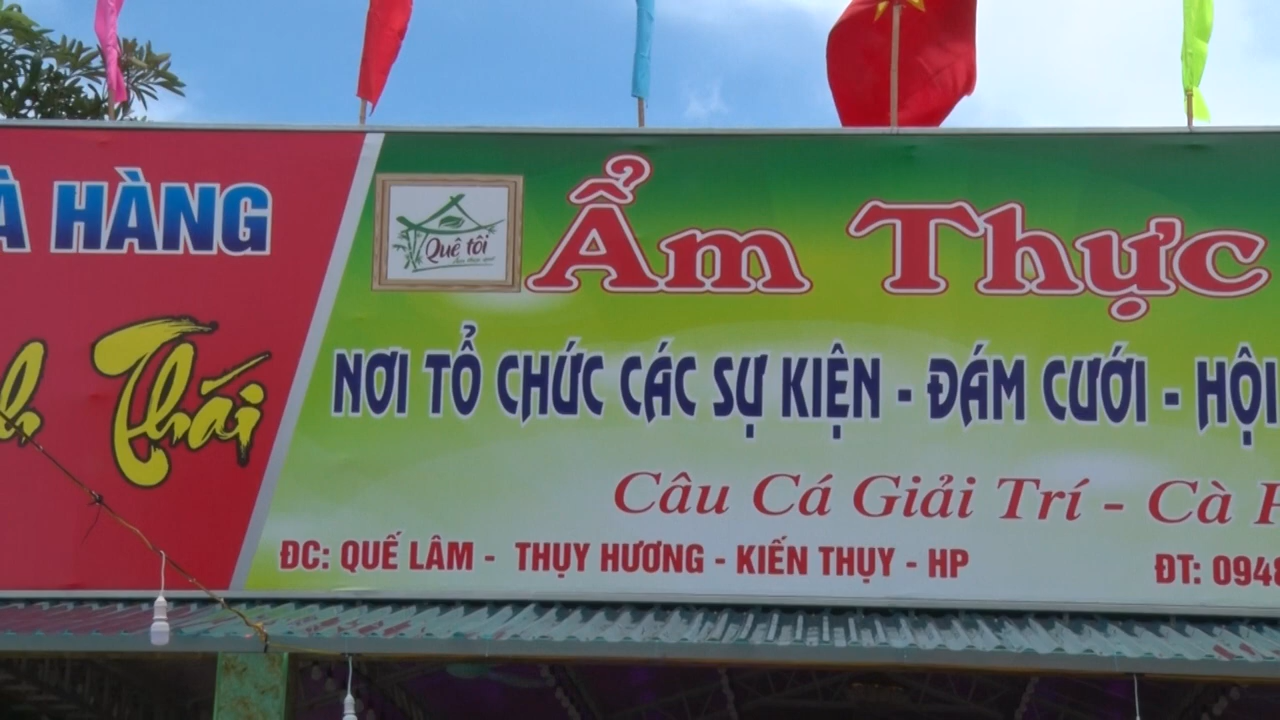 HÀNG
Thái
Quê tôi
Ẩm Thực
NƠI TỔ CHỨC CÁC SỰ KIỆN - ĐÁM CƯỚI - HỘI
Câu Cá Giải Trí - Cà
ĐC: QUẾ LÂM - THỤY HƯƠNG - KIẾN THỤY - HP
ĐT: 0948